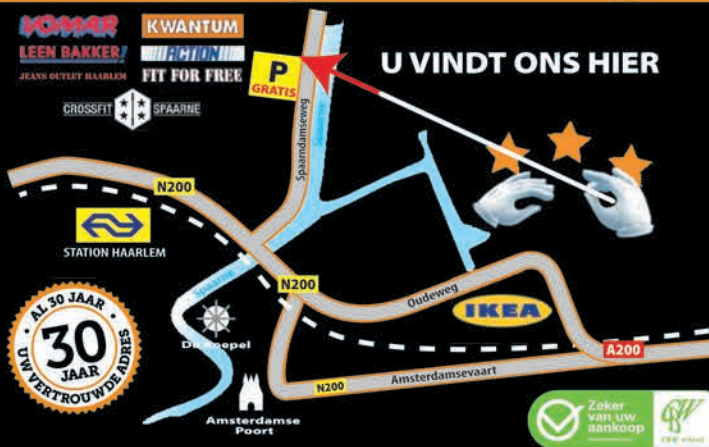 VOMAR
KWANTUM
LEEN BAKKER!
ACTION
JEANS OUTLET HAARLEM
FIT FOR FREE
CROSSFIT SPAARNE
P
GRATIS
U VINDT ONS HIER
Spaarndamseweg
Spaarne
N200
STATION HAARLEM
Spaarne
N200
Oudeweg
IKEA
AL 30 JAAR
30
JAAR
UW VERTROUWDE ADRES
De Koepel
A200
N200
Amsterdamsevaart
Amsterdamse
Poort
Zeker
van uw
aankoop
CBW erkend